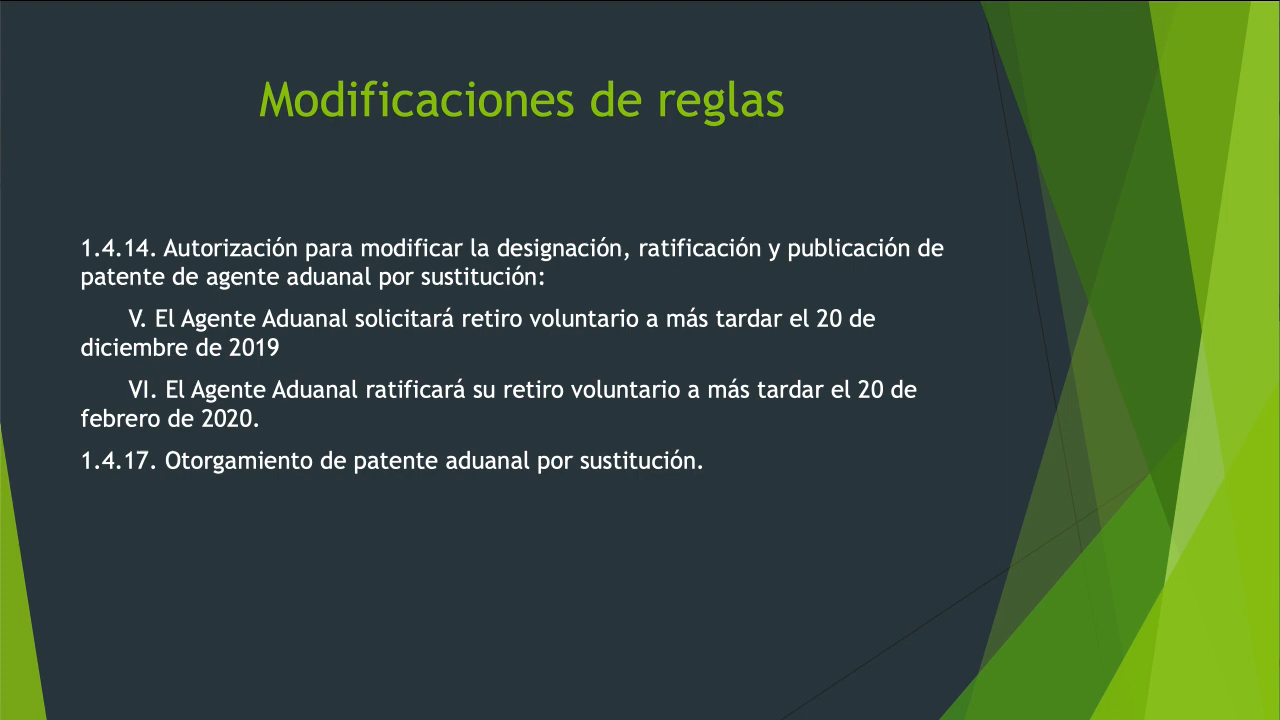 Modificaciones de reglas
1.4.14. Autorización para modificar la designación, ratificación y publicación de
patente de agente aduanal por sustitución:
V. El Agente Aduanal solicitará retiro voluntario a más tardar el 20 de
diciembre de 2019
VI. El Agente Aduanal ratificará su retiro voluntario a más tardar el 20 de
febrero de 2020.
1.4.17. Otorgamiento de patente aduanal por sustitución.